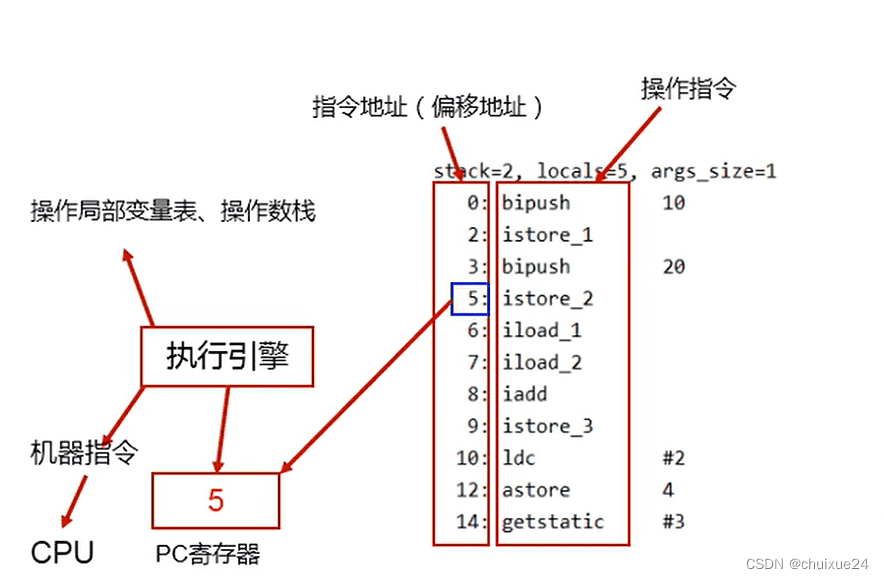 操作指令
指令地址（偏移地址）
stack=2, locals=5, args_size=1
0: bipush 10
2: istore_1
3: bipush 20
5: istore_2
6: iload_1
7: iload_2
8: iadd
9: istore_3
10: ldc #2
12: astore 4
14: getstatic #3
操作局部变量表、操作数栈
执行引擎
机器指令
5
CPU
PC寄存器
CSDN @chuixue24